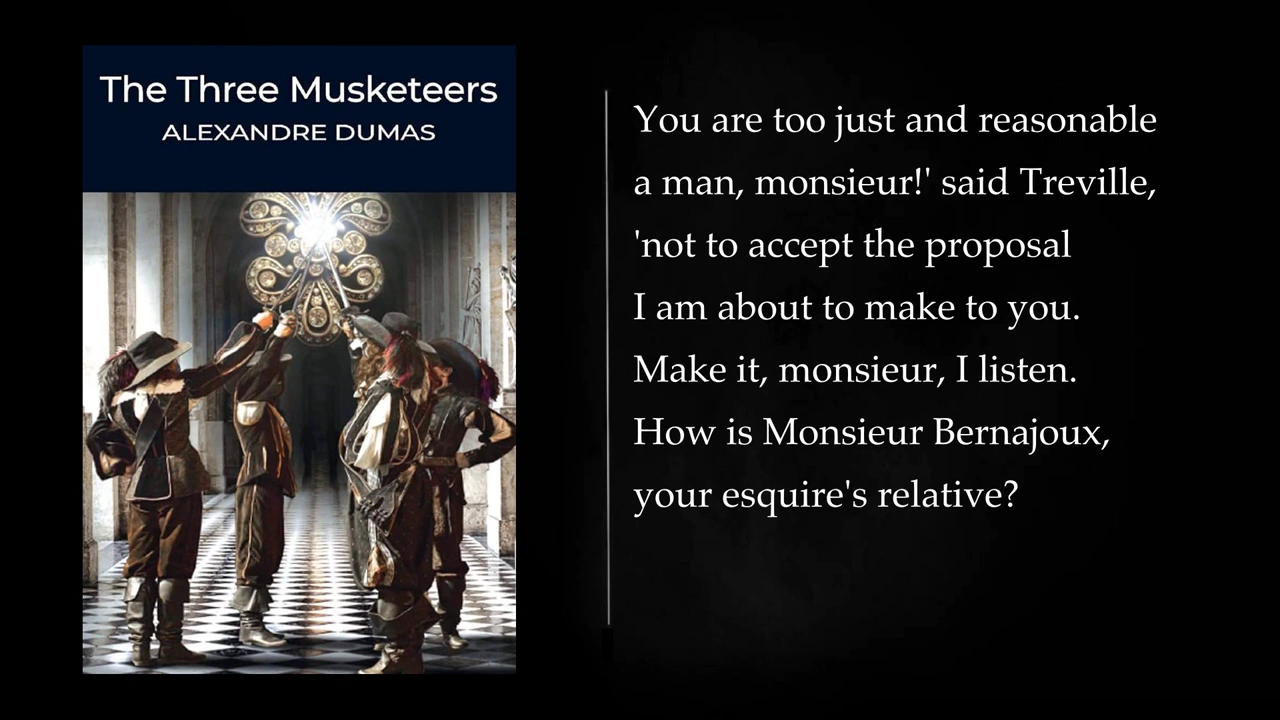 The Three Musketeers
ALEXANDRE DUMAS
You are too just and reasonable
a man, monsieur!' said Treville,
'not to accept the proposal
I am about to make to you.
Make it, monsieur, I listen.
How is Monsieur Bernajoux,
your esquire's relative?